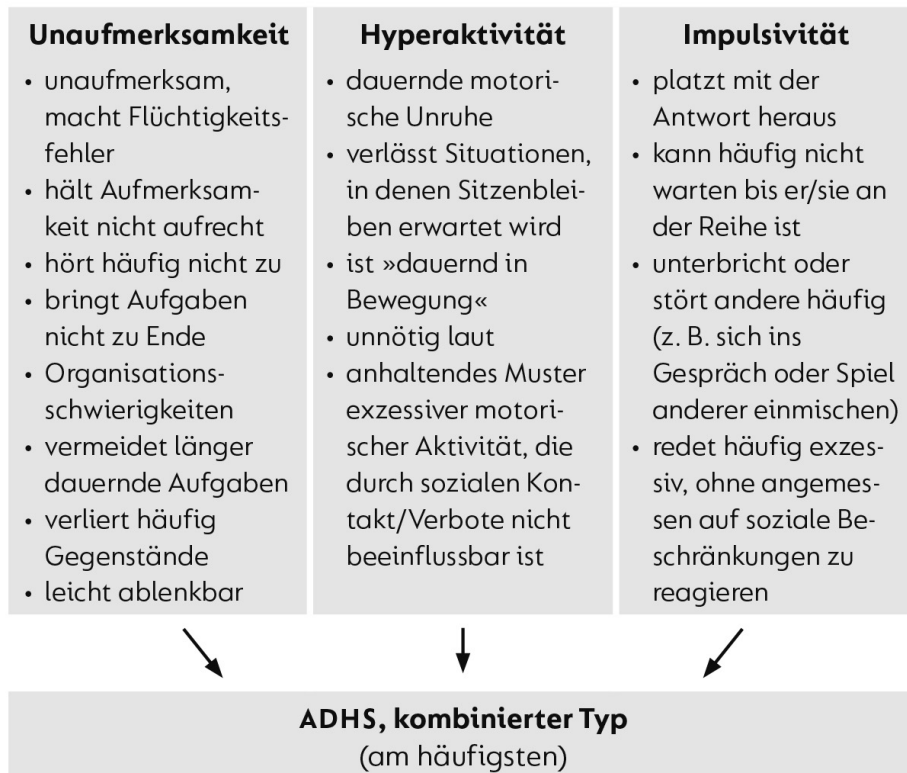 Unaufmerksamkeit
• unaufmerksam,
macht Flüchtigkeits-
fehler
• hält Aufmerksam-
keit nicht aufrecht
• hört häufig nicht zu
• bringt Aufgaben
nicht zu Ende
• Organisations-
schwierigkeiten
• vermeidet länger
dauernde Aufgaben
• verliert häufig
Gegenstände
• leicht ablenkbar
Hyperaktivität
• dauernde motori-
sche Unruhe
• verlässt Situationen,
in denen Sitzenblei-
ben erwartet wird
• ist »dauernd in
Bewegung«
• unnötig laut
• anhaltendes Muster
exzessiver motori-
scher Aktivität, die
durch sozialen Kon-
takt/Verbote nicht
beeinflussbar ist
Impulsivität
• platzt mit der
Antwort heraus
• kann häufig nicht
warten bis er/sie an
der Reihe ist
• unterbricht oder
stört andere häufig
(z. B. sich ins
Gespräch oder Spiel
anderer einmischen)
• redet häufig exzes-
siv, ohne angemes-
sen auf soziale Be-
schränkungen zu
reagieren
ADHS, kombinierter Typ
(am häufigsten)